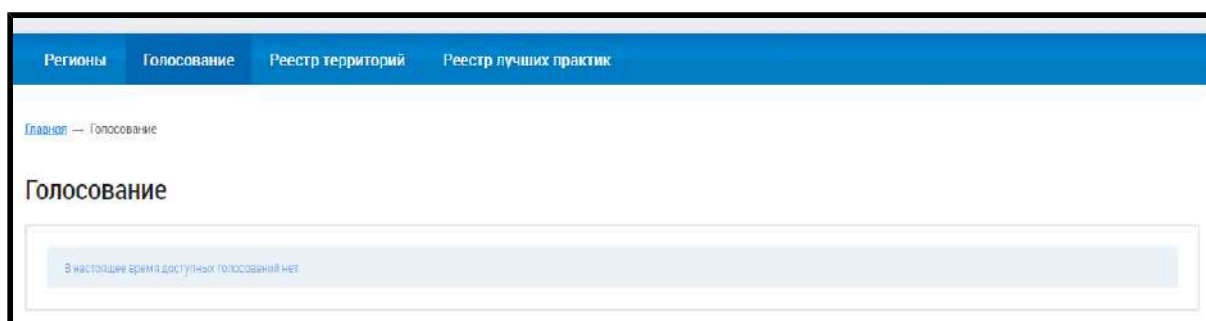 Регионы Голосование Реестр территорий Реестр лучших практик
Главная — Голосование
Голосование
В настоящее время доступных голосований нет